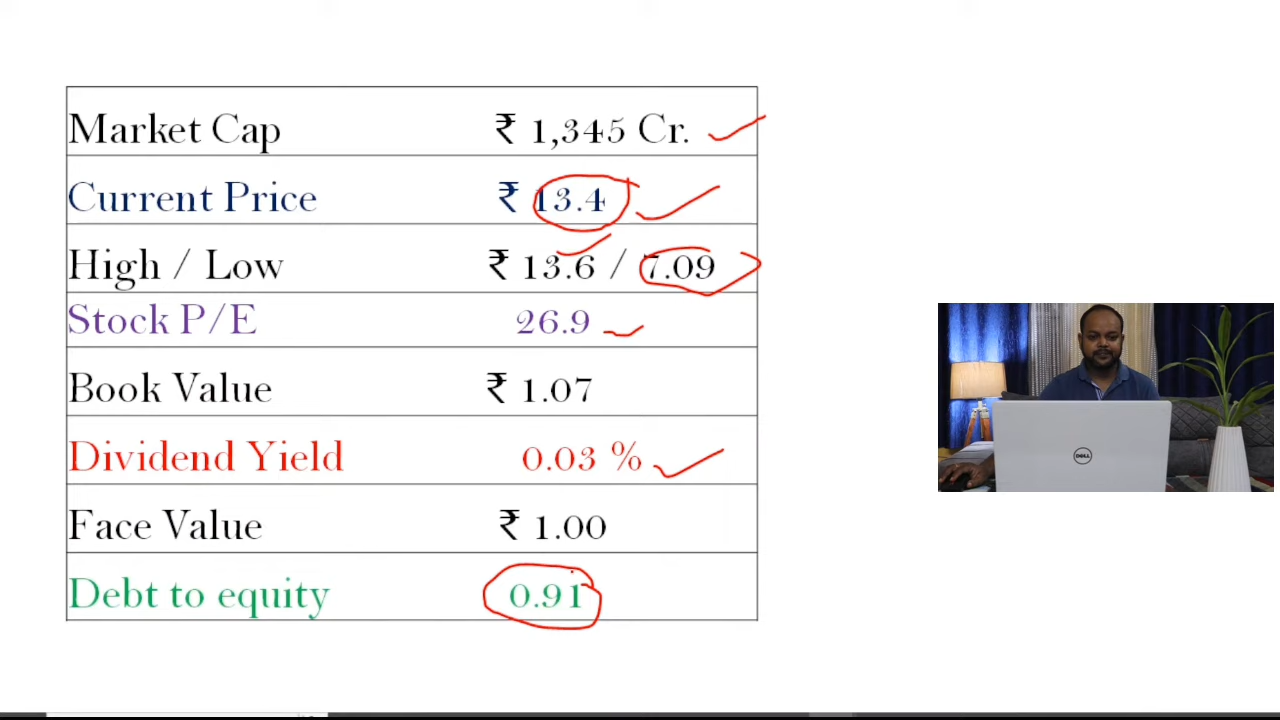 Market Cap ₹ 1,345 Cr.
Current Price ₹ 13.4
High / Low ₹ 13.6 / 7.09
Stock P/E 26.9
Book Value ₹ 1.07
Dividend Yield 0.03 %
Face Value ₹ 1.00
Debt to equity 0.91
DELL